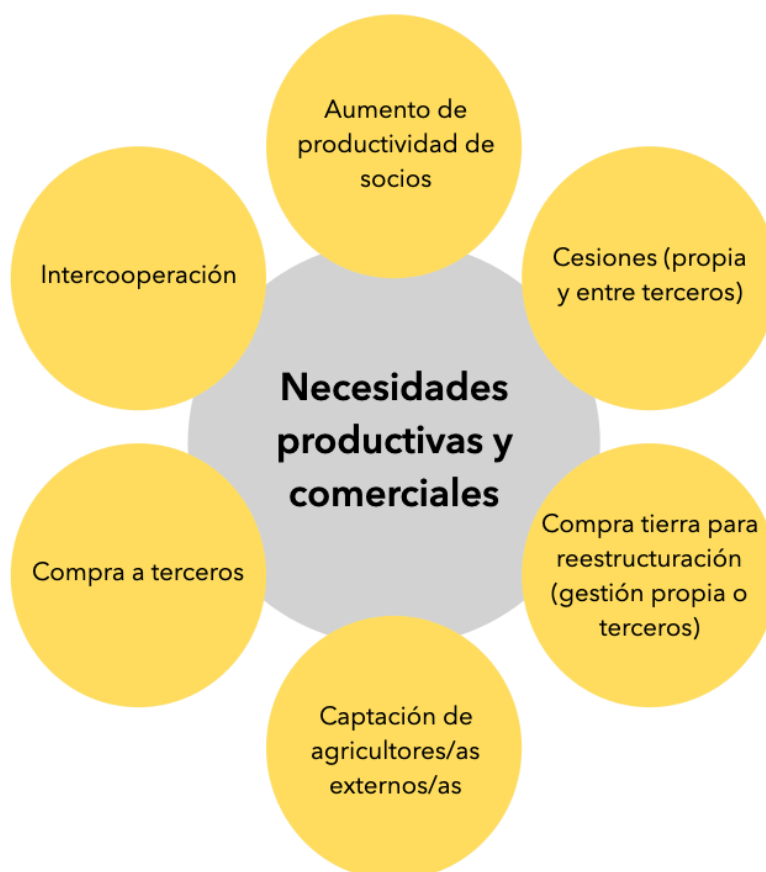 Aumento de
productividad de
socios
Cesiones (propia
y entre terceros)
Compra tierra para
reestructuración
(gestión propia o
terceros)
Captación de
agricultores/as
externos/as
Compra a terceros
Intercooperación
Necesidades
productivas y
comerciales